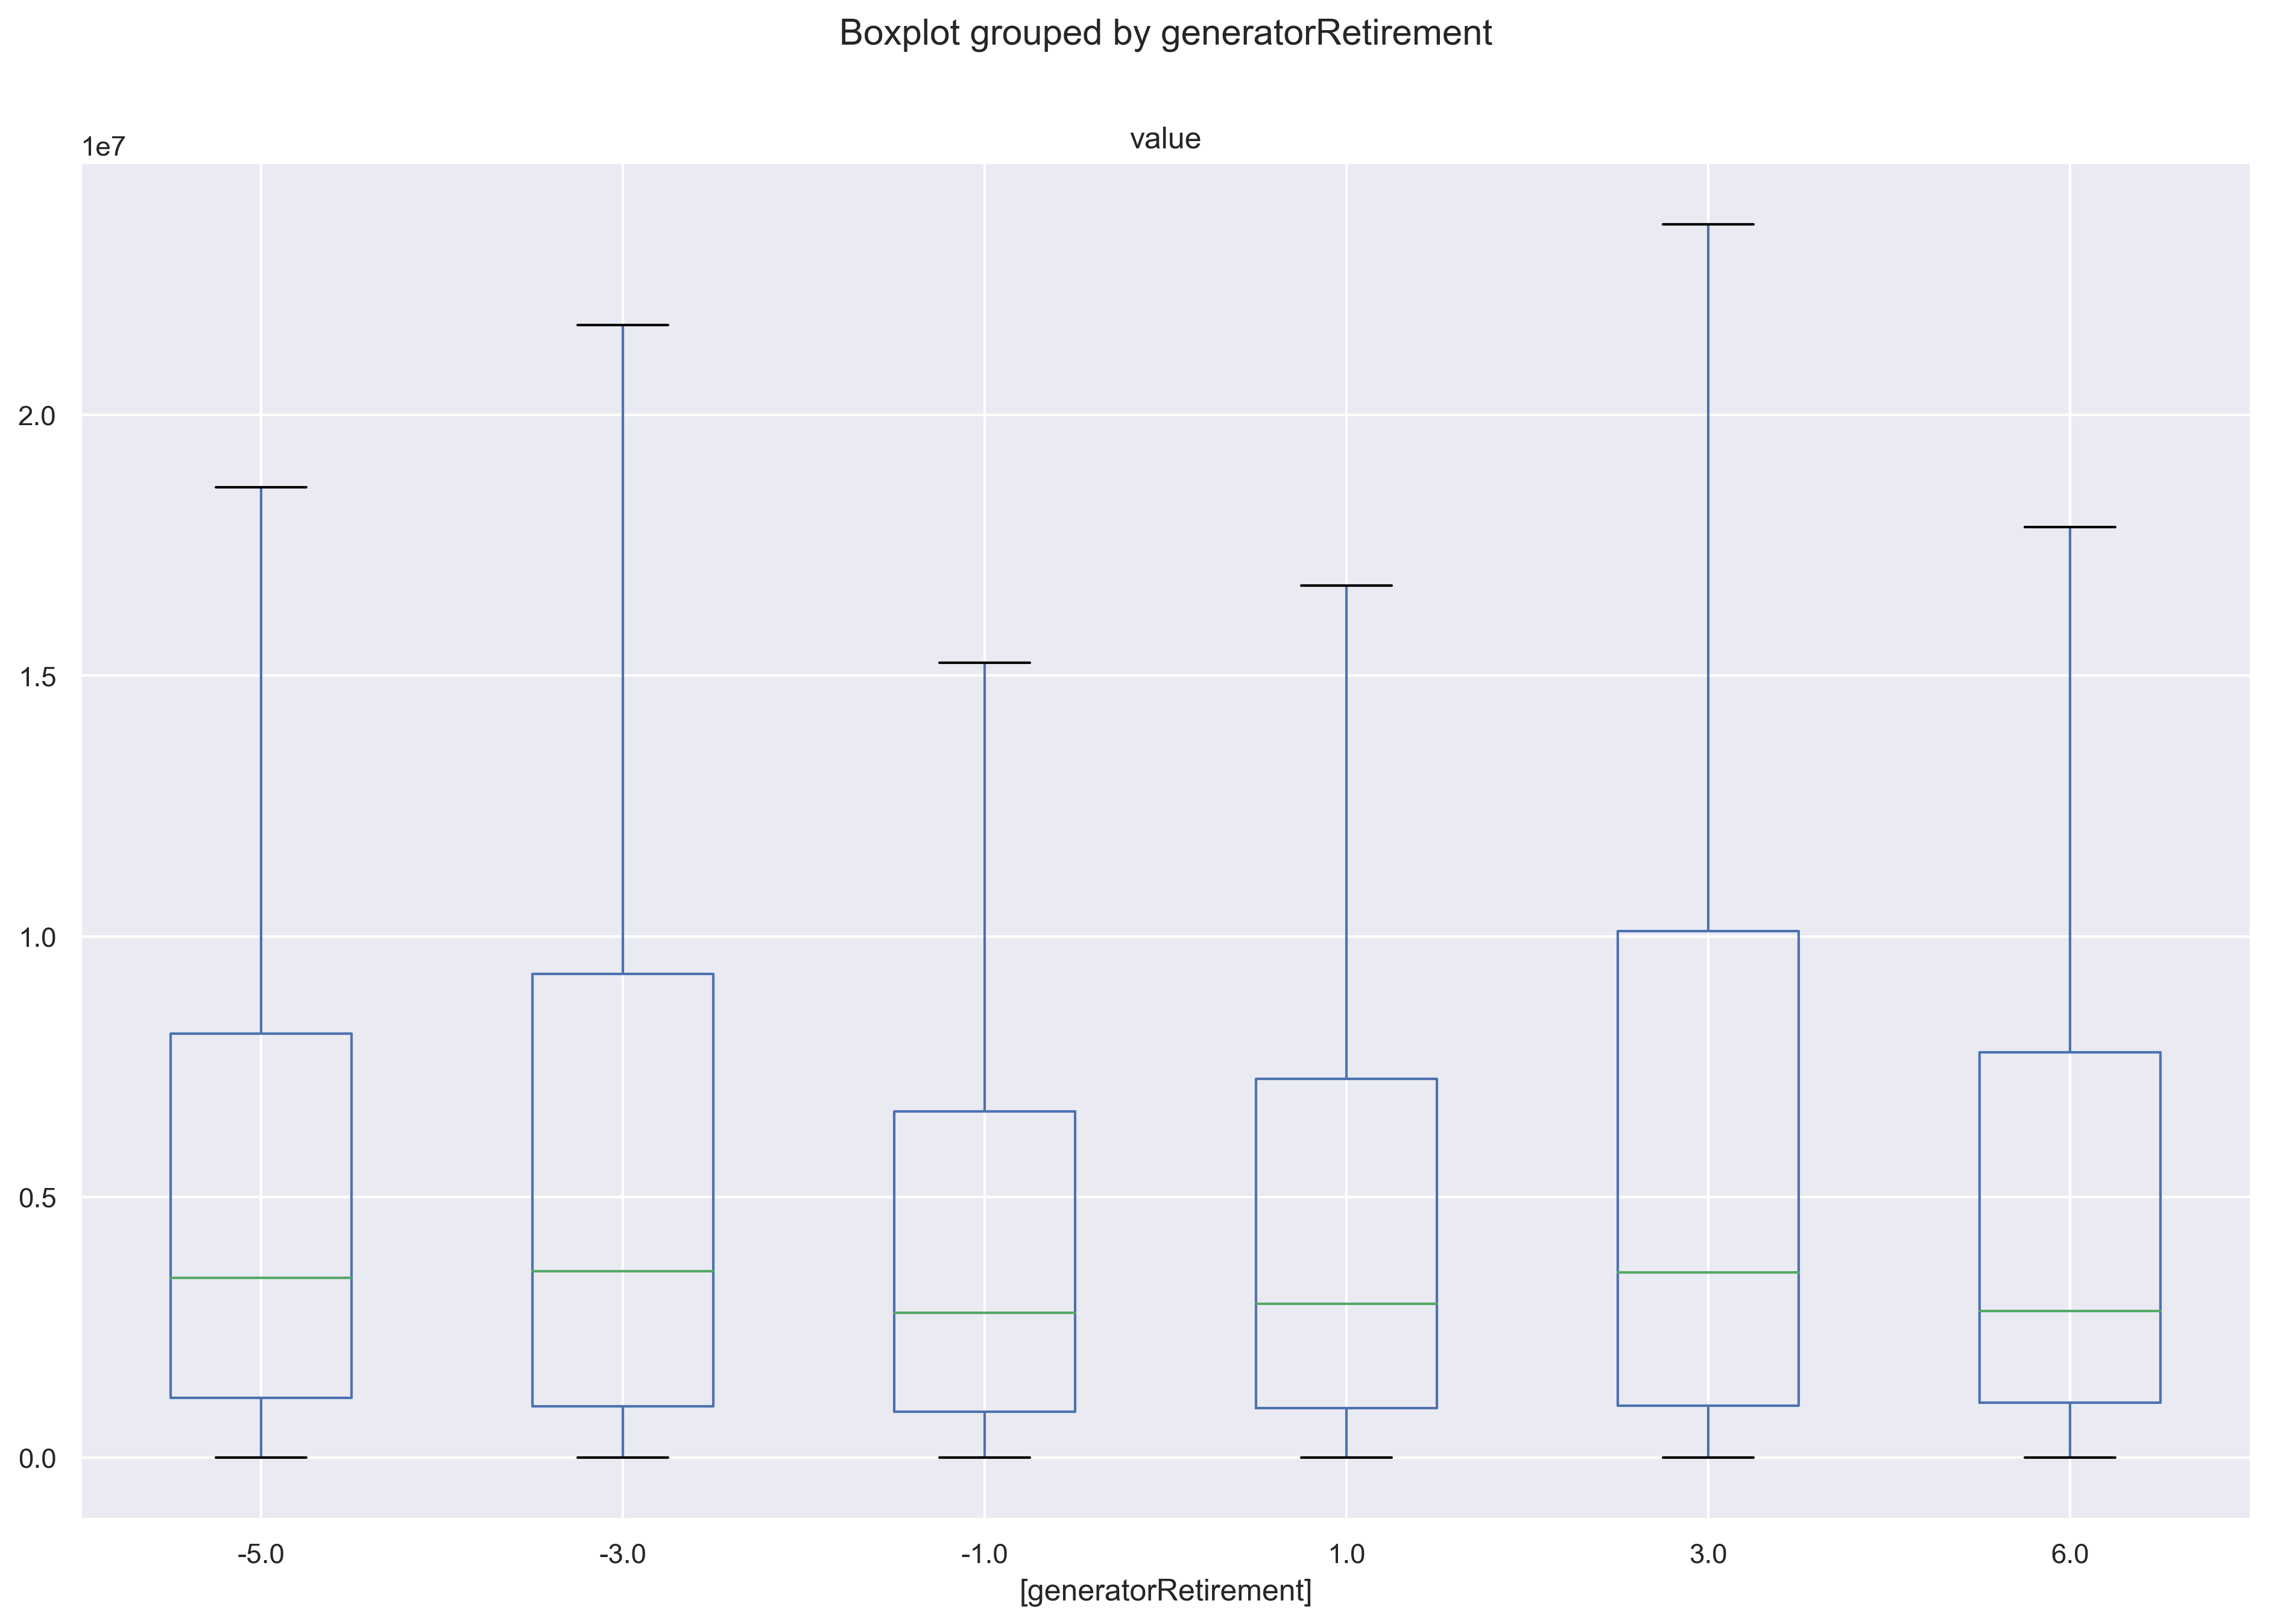 Boxplot grouped by generatorRetirement
value
1e7
2.0
1.5
1.0
0.5
0.0
-5.0 -3.0 -1.0 1.0 3.0 6.0
[generatorRetirement]